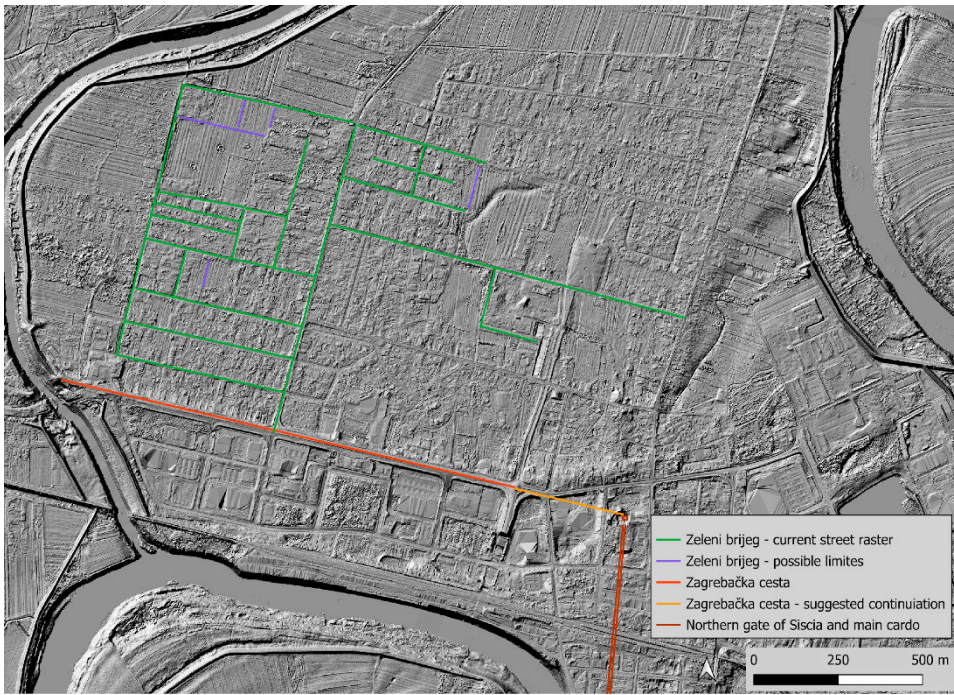 Zeleni brijeg - current street raster
Zeleni brijeg - possible limites
Zagrebačka cesta
Zagrebačka cesta - suggested continuiation
Northern gate of Siscia and main cardo
0 250 500 m